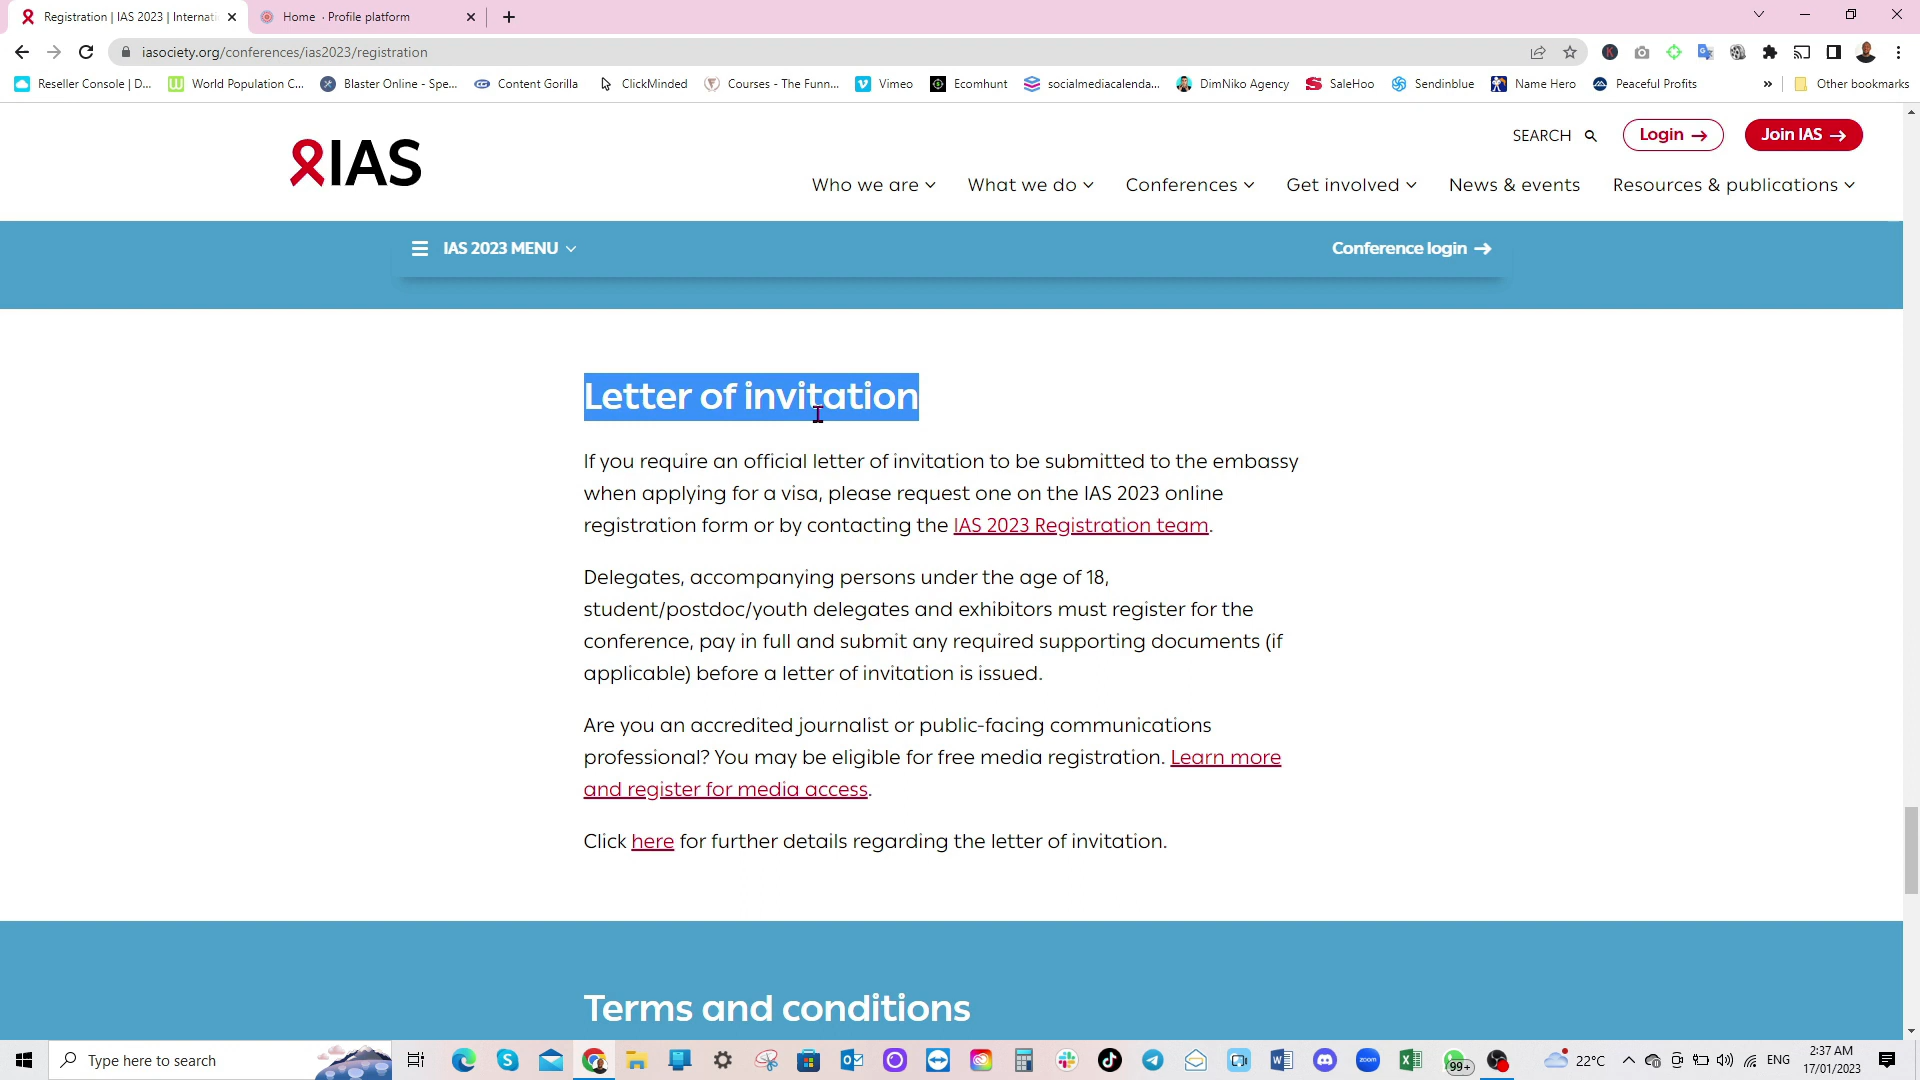 Registration | IAS 2023 | Internati
Home · Profile platform
iasociety.org/conferences/ias2023/registration
Reseller Console | D...
World Population C...
Blaster Online - Spe...
Content Gorilla
ClickMinded
Courses - The Funn...
Vimeo
Ecomhunt
socialmediacalenda...
DimNiko Agency
SaleHoo
Sendinblue
Name Hero
Peaceful Profits
»
Other bookmarks
IAS
SEARCH
Login →
Join IAS →
Who we are
What we do
Conferences
Get involved
News & events
Resources & publications
IAS 2023 MENU
Conference login →
Letter of invitation
If you require an official letter of invitation to be submitted to the embassy
when applying for a visa, please request one on the IAS 2023 online
registration form or by contacting the IAS 2023 Registration team.
Delegates, accompanying persons under the age of 18,
student/postdoc/youth delegates and exhibitors must register for the
conference, pay in full and submit any required supporting documents (if
applicable) before a letter of invitation is issued.
Are you an accredited journalist or public-facing communications
professional? You may be eligible for free media registration. Learn more
and register for media access.
Click here for further details regarding the letter of invitation.
Terms and conditions
Type here to search
zoom
99+
22°C
ENG
2:37 AM
17/01/2023